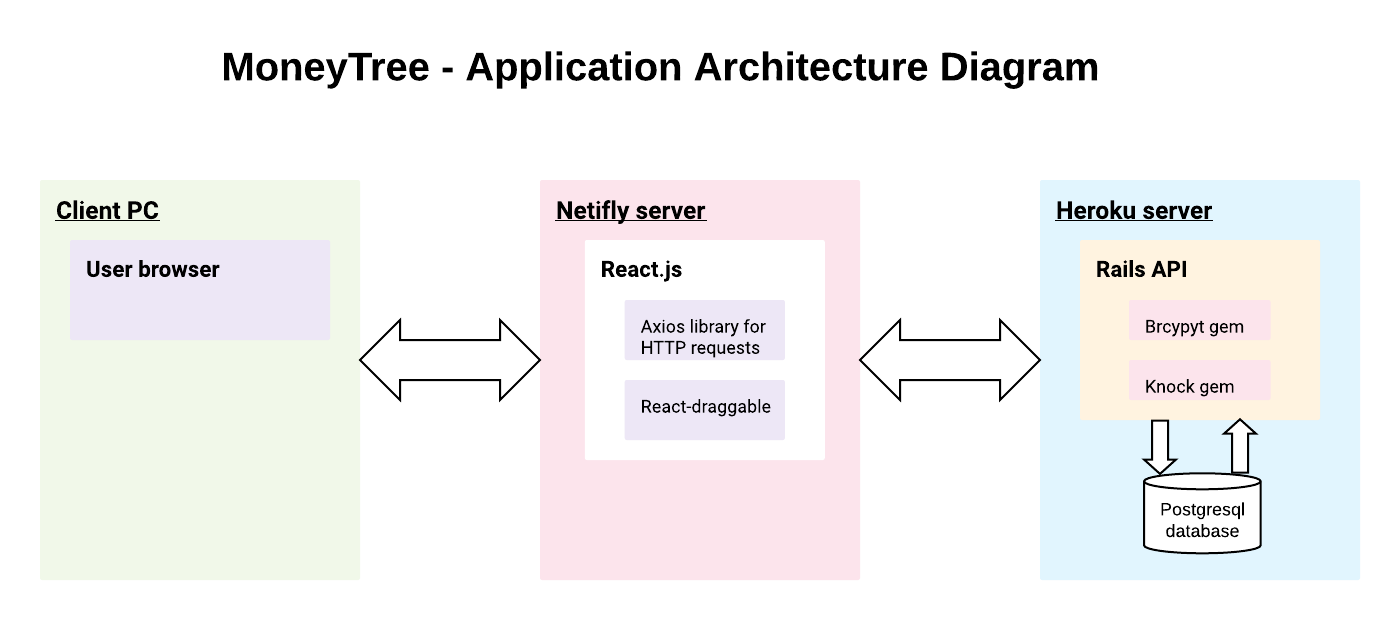 MoneyTree - Application Architecture Diagram
Client PC
User browser
Netifly server
React.js
Axios library for
HTTP requests
React-draggable
Heroku server
Rails API
Brcypyt gem
Knock gem
Postgresql
database